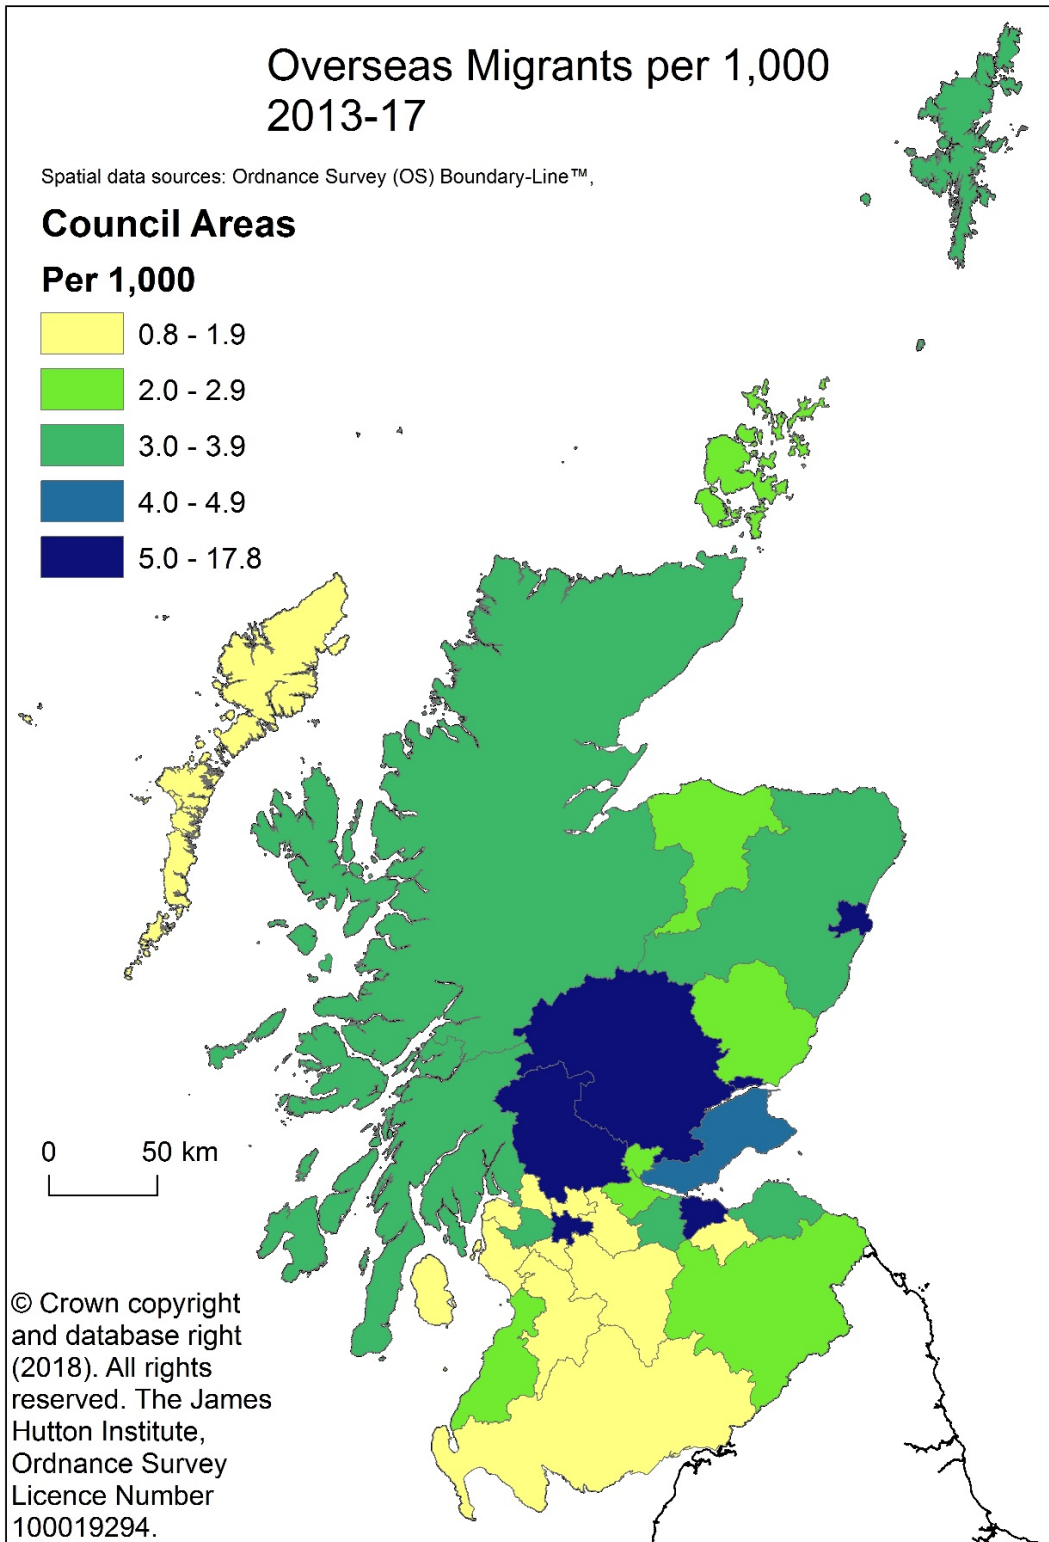 Overseas Migrants per 1,000
2013-17
Spatial data sources: Ordnance Survey (OS) Boundary-Line™,
Council Areas
Per 1,000
0.8 - 1.9
2.0 - 2.9
3.0 - 3.9
4.0 - 4.9
5.0 - 17.8
0 50 km
© Crown copyright
and database right
(2018). All rights
reserved. The James
Hutton Institute,
Ordnance Survey
Licence Number
100019294.